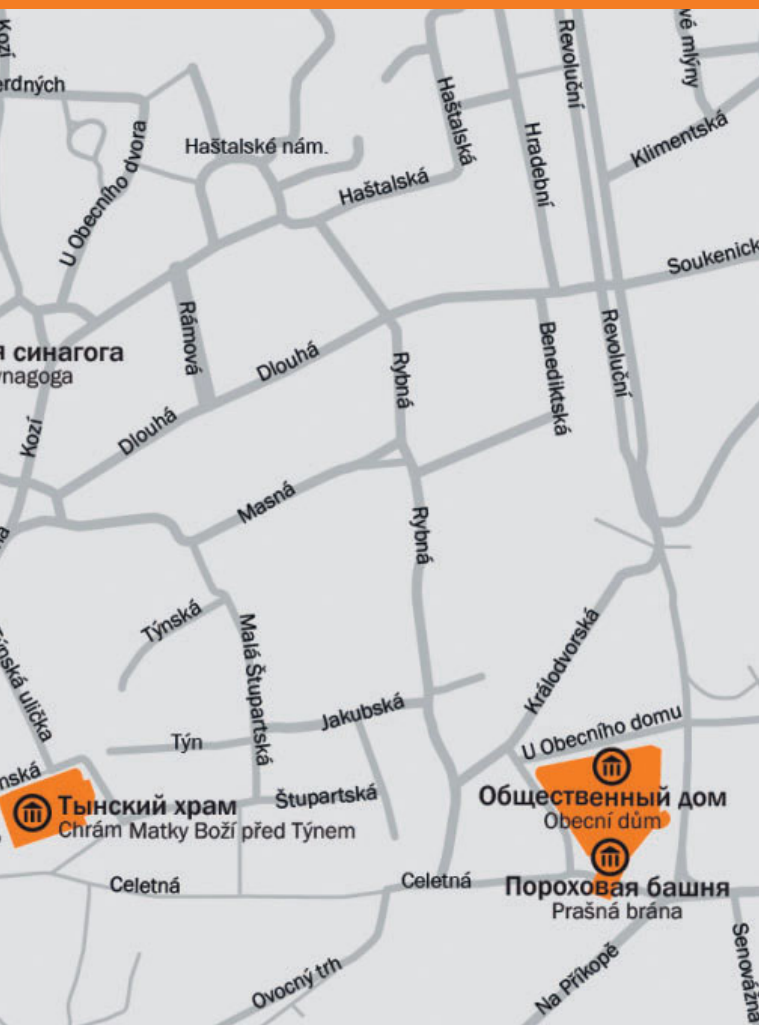 Kozí
vé mlýny
Revoluční
erdných
Haštalská
Hradební
Klimentská
U Obecního dvora
Haštalské nám.
Haštalská
Soukenick
Rámová
Revoluční
я синагога
ynagoga
Dlouhá
Rybná
Benediktská
Kozí
Dlouhá
Masná
Rybná
Týnská
Malá Štupartská
Královorská
Týnská ulička
Jakubská
U Obecního domu
Týn
nská
Štupartská
Тынский храм
Chrám Matky Boží před Týnem
Общественный дом
Obecní dům
Celetná
Celetná
Пороховая башня
Prašná brána
Ovocný trh
Na Příkopě
Senovážná